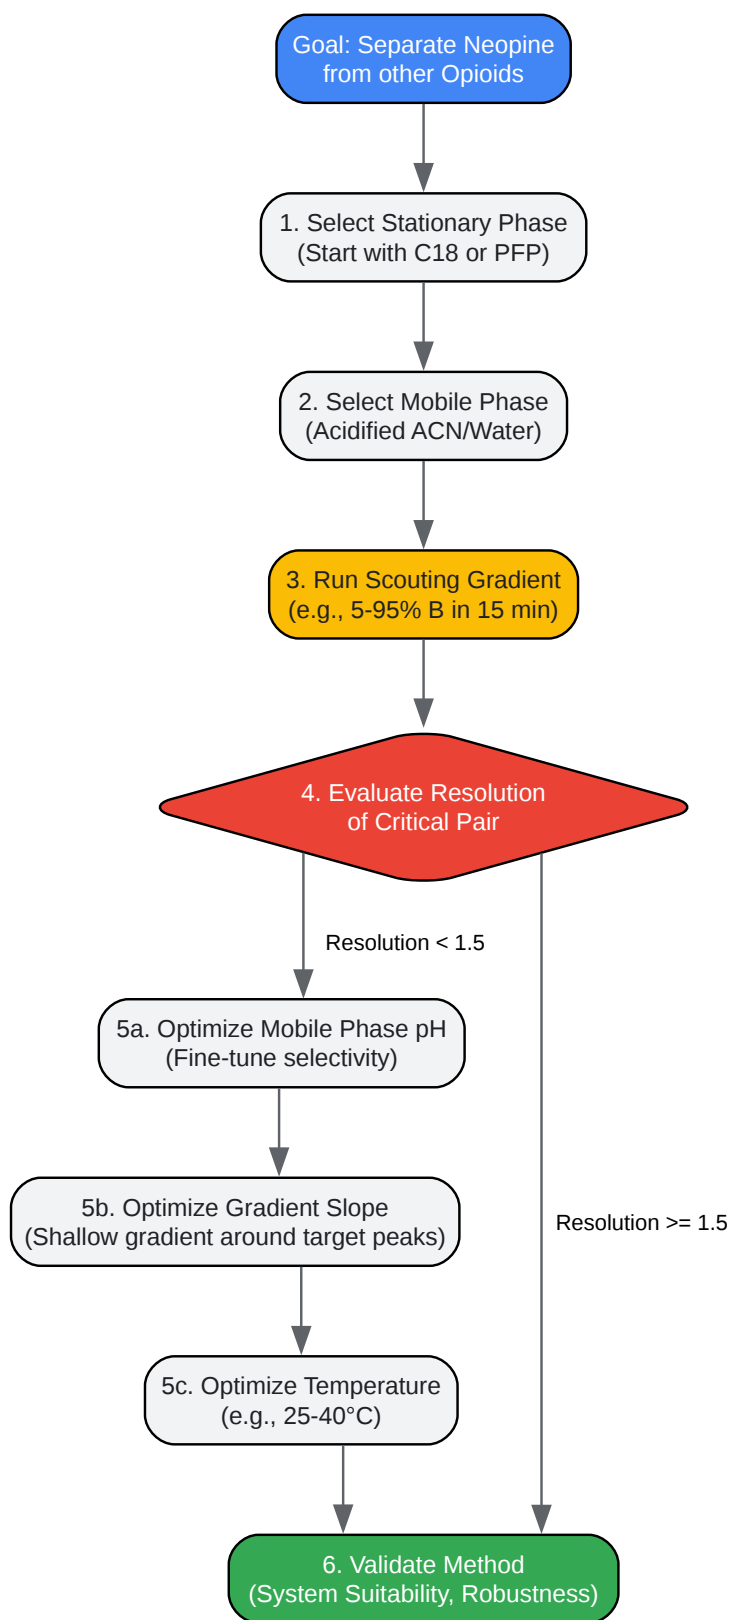 Goal: Separate Neopine
from other Opioids
1. Select Stationary Phase
(Start with C18 or PFP)
2. Select Mobile Phase
(Acidified ACN/Water)
3. Run Scouting Gradient
(e.g., 5-95% B in 15 min)
4. Evaluate Resolution
of Critical Pair
Resolution < 1.5
5a. Optimize Mobile Phase pH
(Fine-tune selectivity)
5b. Optimize Gradient Slope
(Shallow gradient around target peaks)
Resolution >= 1.5
5c. Optimize Temperature
(e.g., 25-40°C)
6. Validate Method
(System Suitability, Robustness)